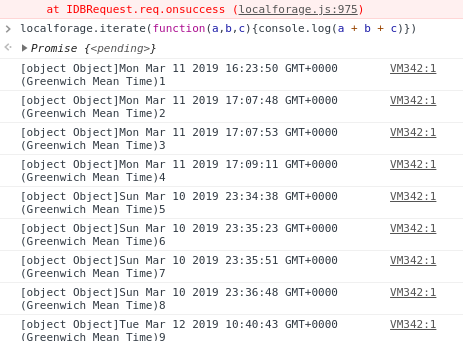 at IDBRequest.req.onsuccess (localforage.js:975)
> localforage.iterate(function(a,b,c){console.log(a + b + c)})
<· ▶ Promise {<pending>}
[object Object]Mon Mar 11 2019 16:23:50 GMT+0000 VM342:1
(Greenwich Mean Time)1
[object Object]Mon Mar 11 2019 17:07:48 GMT+0000 VM342:1
(Greenwich Mean Time)2
[object Object]Mon Mar 11 2019 17:07:53 GMT+0000 VM342:1
(Greenwich Mean Time)3
[object Object]Mon Mar 11 2019 17:09:11 GMT+0000 VM342:1
(Greenwich Mean Time)4
[object Object]Sun Mar 10 2019 23:34:38 GMT+0000 VM342:1
(Greenwich Mean Time)5
[object Object]Sun Mar 10 2019 23:35:23 GMT+0000 VM342:1
(Greenwich Mean Time)6
[object Object]Sun Mar 10 2019 23:35:51 GMT+0000 VM342:1
(Greenwich Mean Time)7
[object Object]Sun Mar 10 2019 23:36:48 GMT+0000 VM342:1
(Greenwich Mean Time)8
[object Object]Tue Mar 12 2019 10:40:43 GMT+0000 VM342:1
(Greenwich Mean Time)9